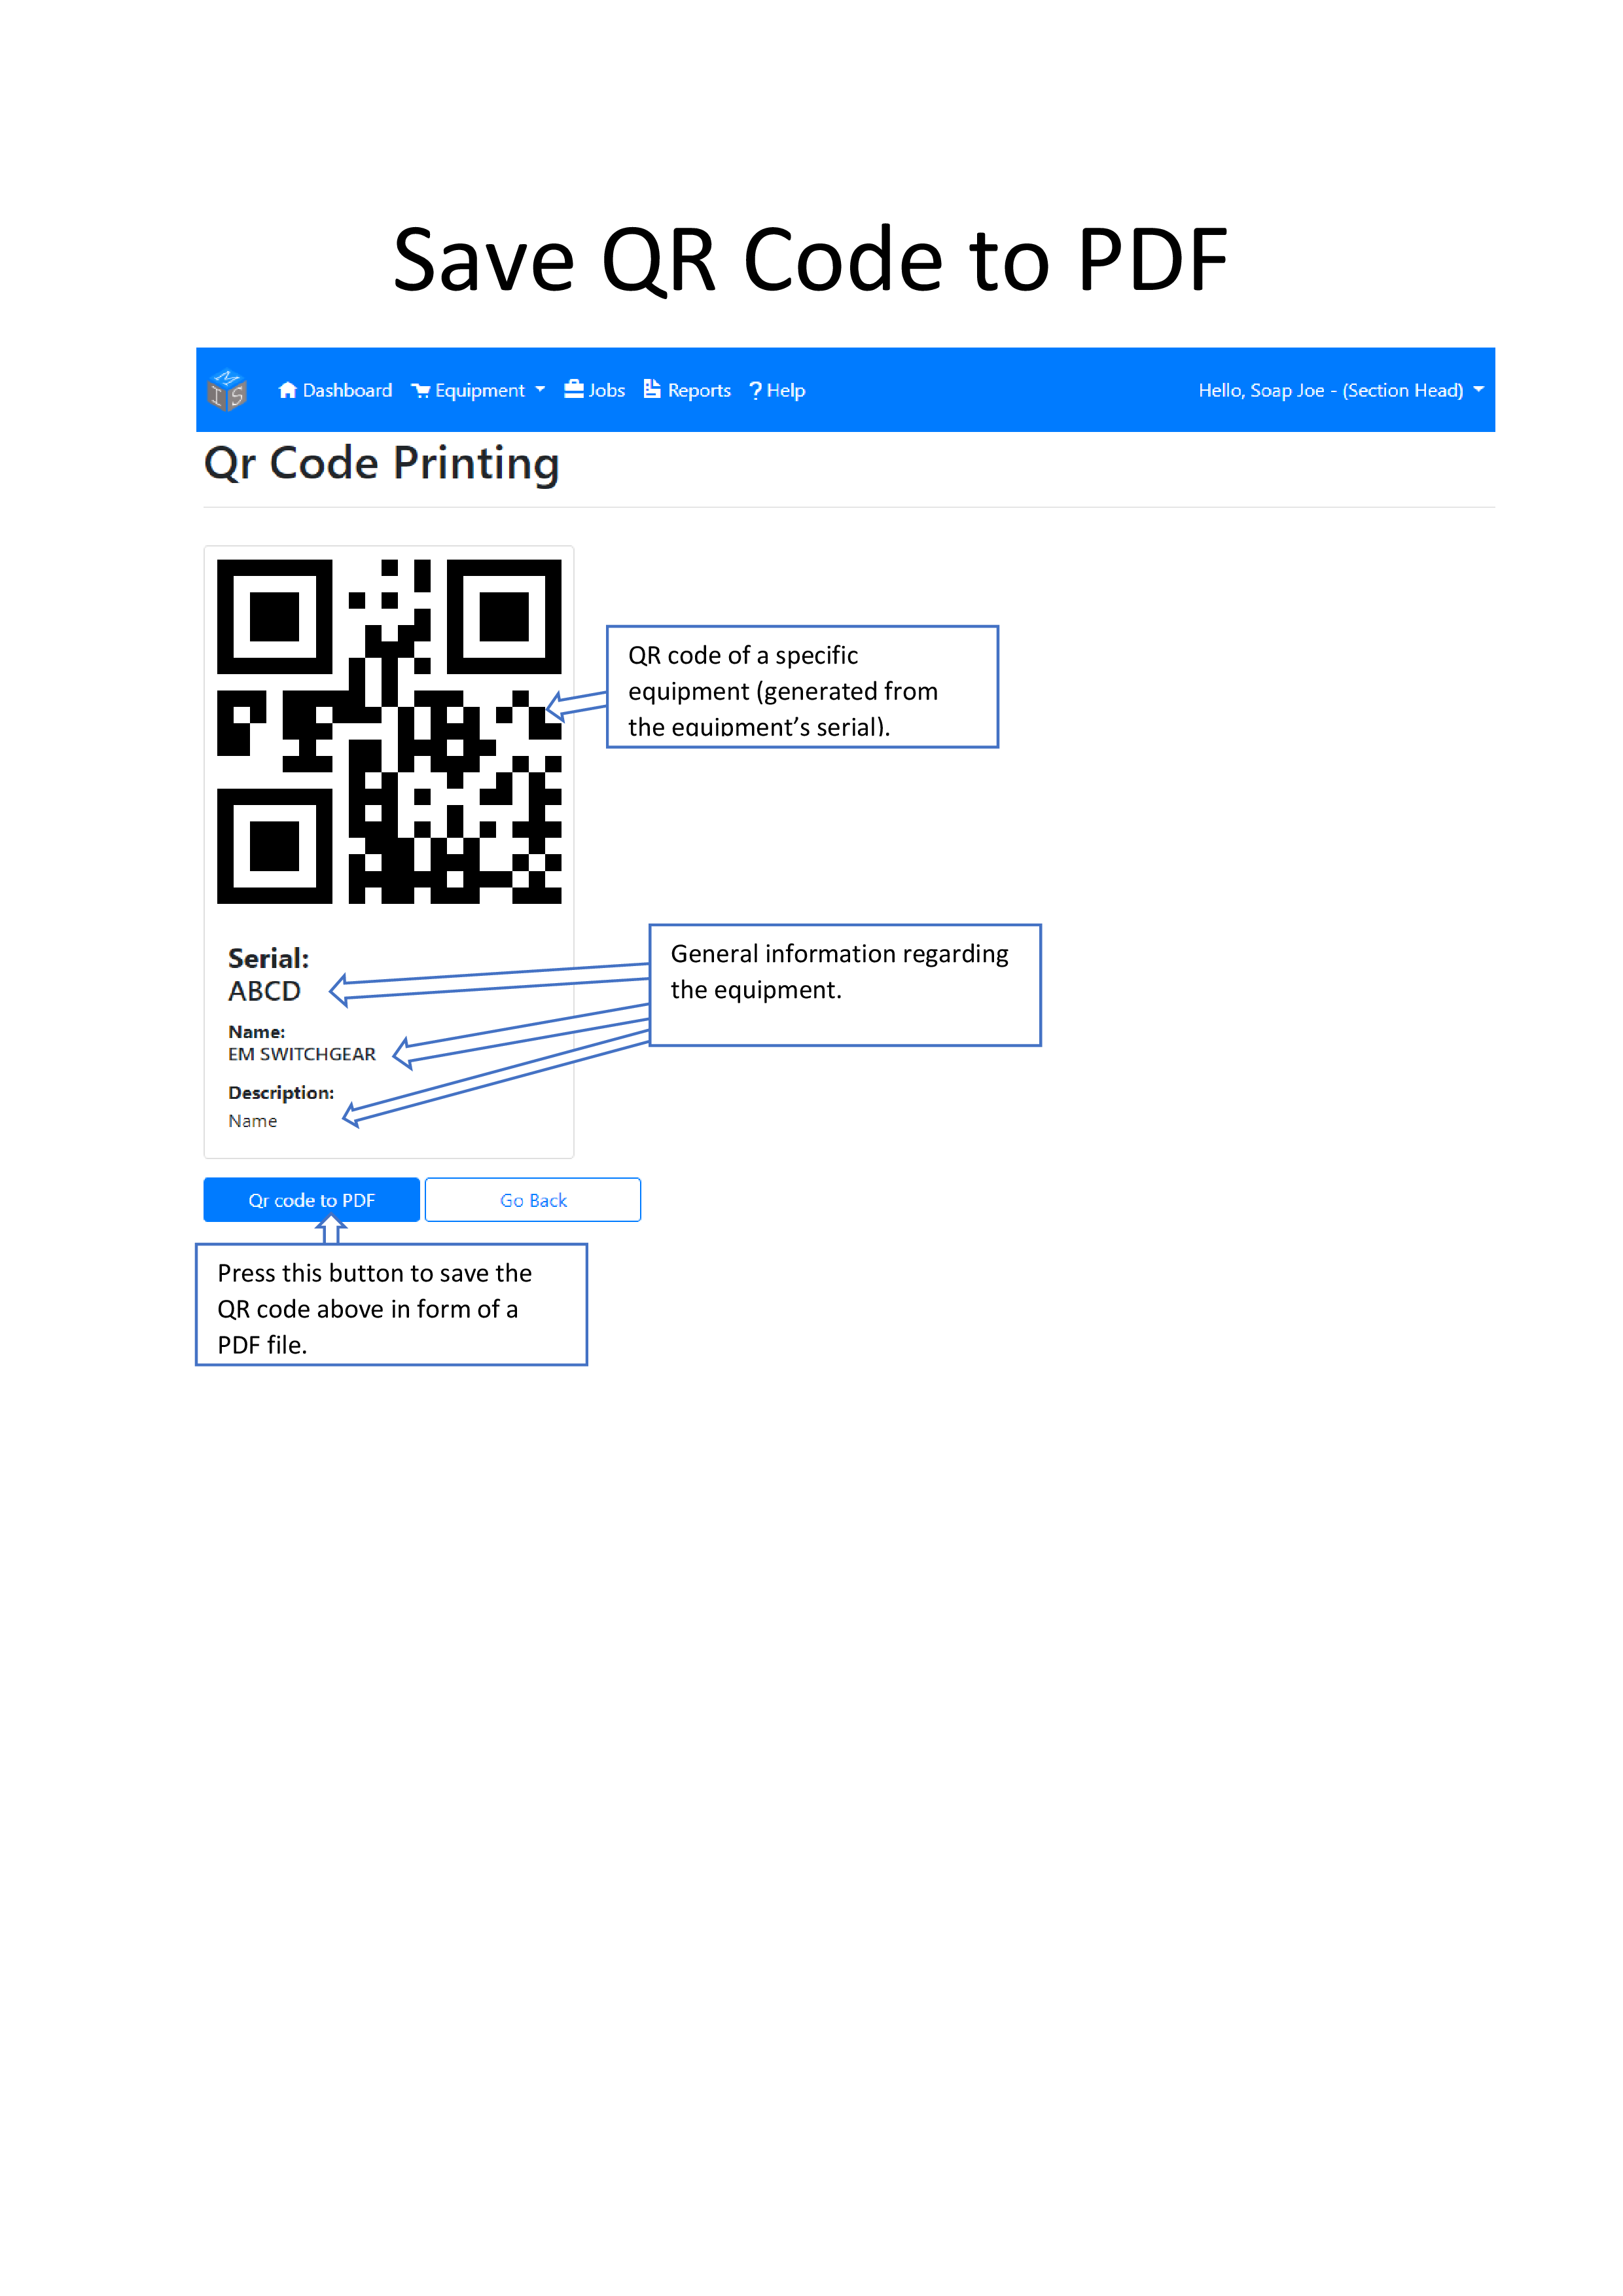 Save QR Code to PDF
MIS
Dashboard Equipment Jobs Reports ? Help Hello, Soap Joe - (Section Head)
Qr Code Printing
QR code of a specific
equipment (generated from
the equipment's serial).
Serial:
ABCD
General information regarding
the equipment.
Name:
EM SWITCHGEAR
Description:
Name
Qr code to PDF Go Back
Press this button to save the
QR code above in form of a
PDF file.